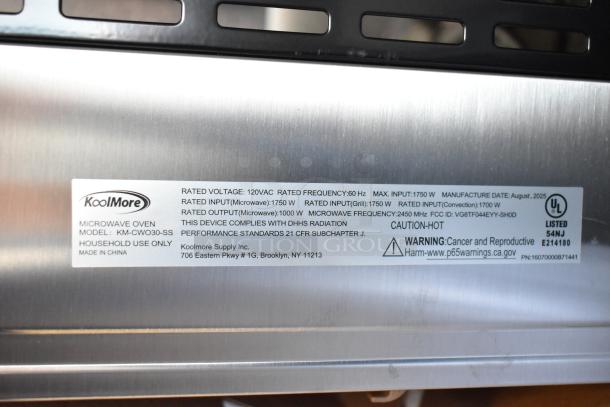 KoolMore
MICROWAVE OVEN
MODEL: KM-CWO30-SS
HOUSEHOLD USE ONLY
MADE IN CHINA
RATED VOLTAGE: 120VAC RATED FREQUENCY:60 Hz MAX. INPUT:1750 W MANUFACTURE DATE: August, 2025
RATED INPUT(Microwave):1750 W RATED INPUT(Grill):1750 W RATED INPUT(Convection):1700 W
RATED OUTPUT(Microwave):1000 W MICROWAVE FREQUENCY:2450 MHz FCC ID: VG8TF044EYY-SH0D
THIS DEVICE COMPLIES WITH DHHS RADIATION
PERFORMANCE STANDARDS 21 CFR SUBCHAPTER J.
Koolmore Supply Inc.
706 Eastern Pkwy # 1G, Brooklyn, NY 11213
CAUTION-HOT
WARNING:Cancer and Reproductive
Harm-www.p65warnings.ca.gov
UL
LISTED
54NJ
E214180
PN:16070000B71441
AUCTION GROUP